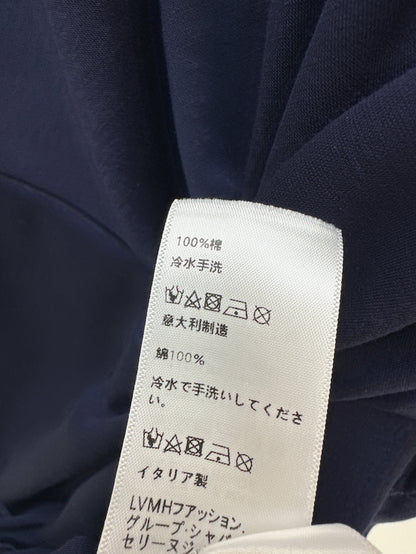 100%棉
冷水手洗
意大利制造
綿100%
冷水で手洗いしてくださ
い。
イタリア製
LVMHファッション.
グループ・ジャパ
セリーヌジ